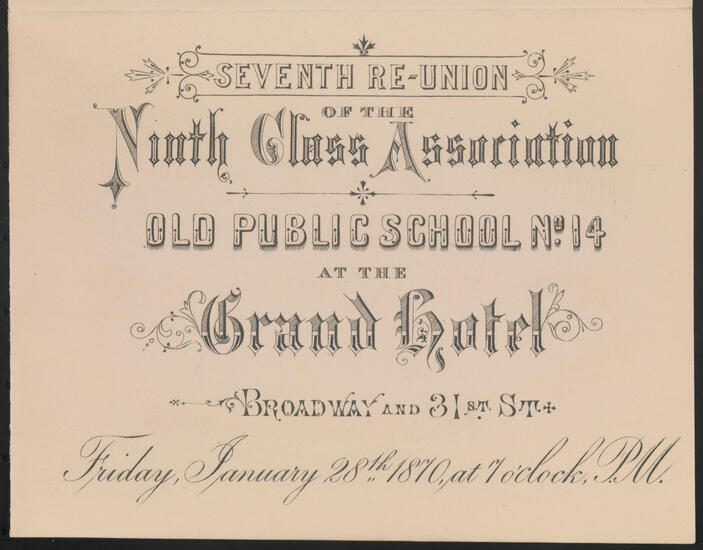 SEVENTH RE-UNION
OF THE
Ninth Class Association
OLD PUBLIC SCHOOL No. 14
AT THE
Grand Hotel
BROADWAY AND 31ST. ST.
Friday, January 28th. 1870, at 7 o'clock, P.M.